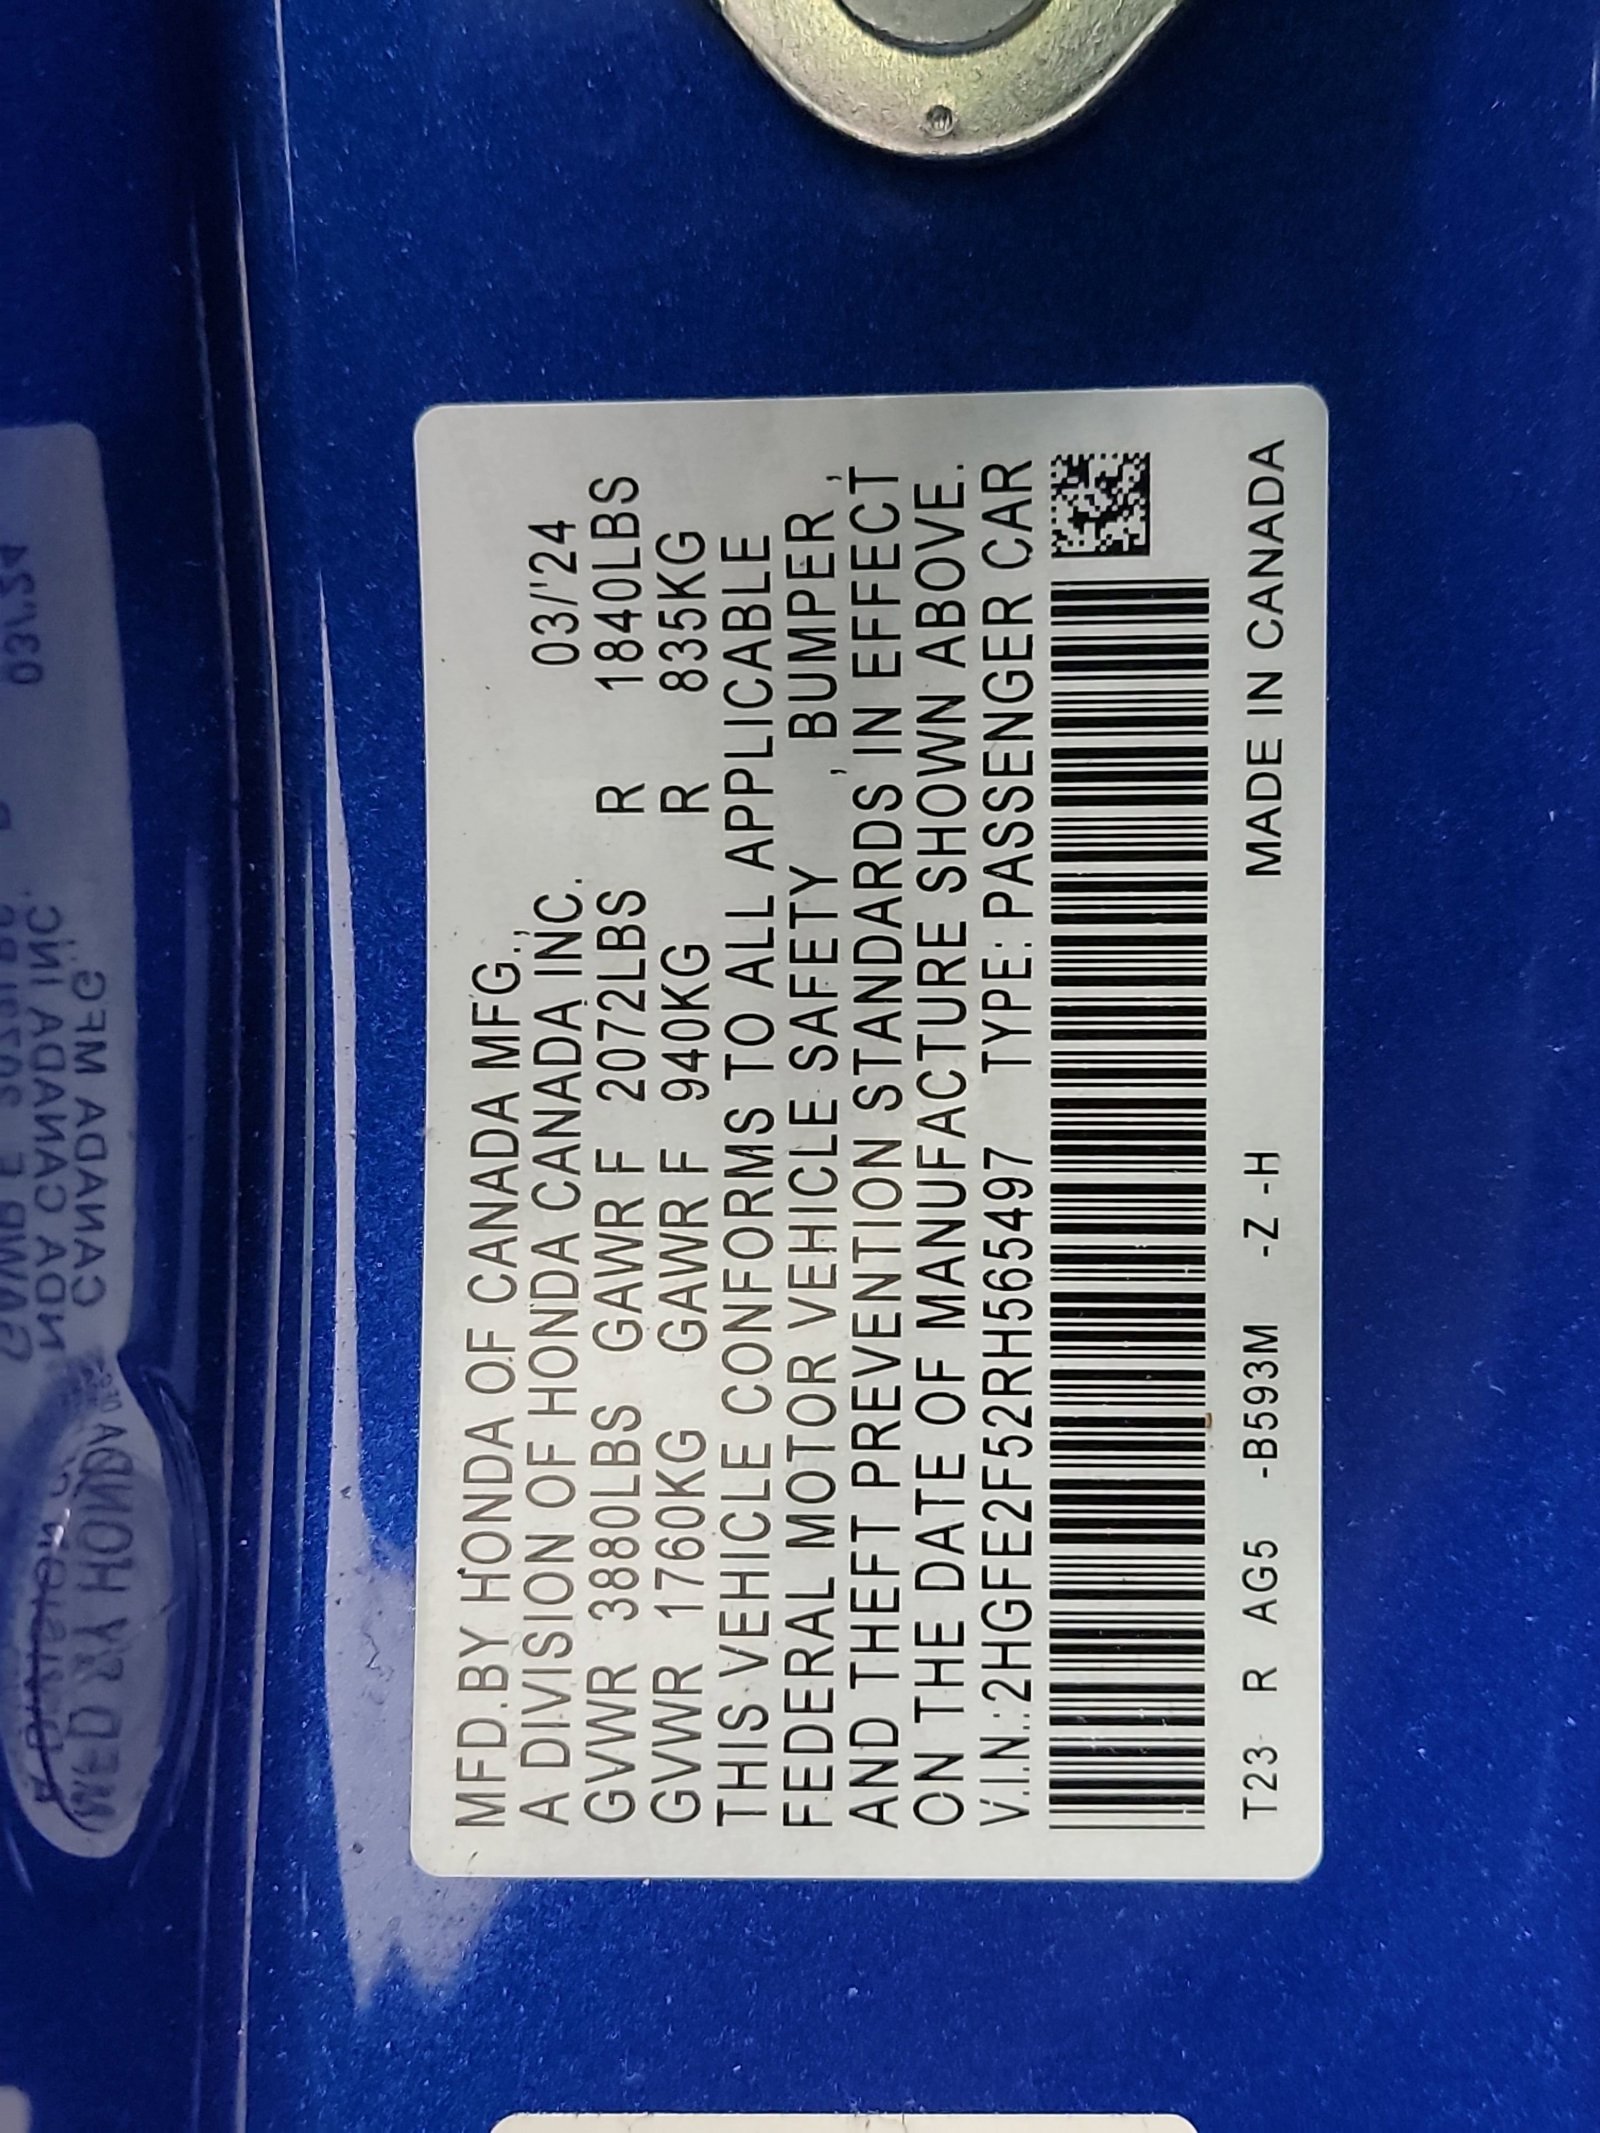 MFD.BY HONDA OF CANADA MFG.,
A DIVISION OF HONDA CANADA INC. 03/'24
GVWR 3880LBS GAWR F 2072LBS R 1840LBS
GVWR 1760KG GAWR F 940KG R 835KG
THIS VEHICLE CONFORMS TO ALL APPLICABLE
FEDERAL MOTOR VEHICLE SAFETY , BUMPER ,
AND THEFT PREVENTION STANDARDS IN EFFECT
ON THE DATE OF MANUFACTURE SHOWN ABOVE.
V.I.N.:2HGFE2F52RH565497 TYPE: PASSENGER CAR
T23 R AG5 -B593M -Z -H MADE IN CANADA